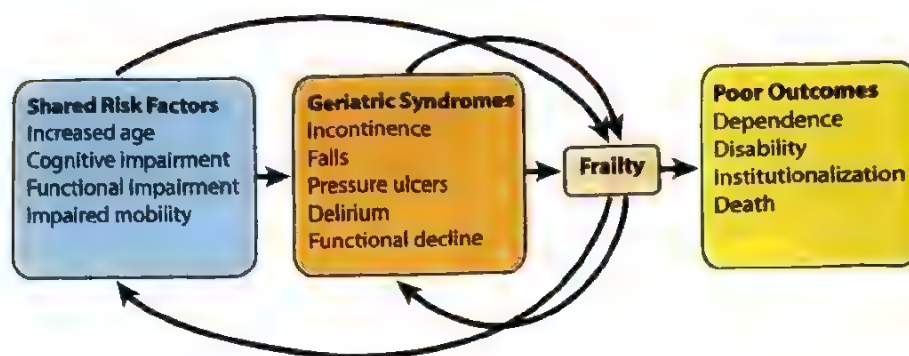 Shared Risk Factors
Increased age
Cognitive impairment
Functional impairment
Impaired mobility
Geriatric Syndromes
Incontinence
Falls
Pressure ulcers
Delirium
Functional decline
Frailty
Poor Outcomes
Dependence
Disability
Institutionalization
Death